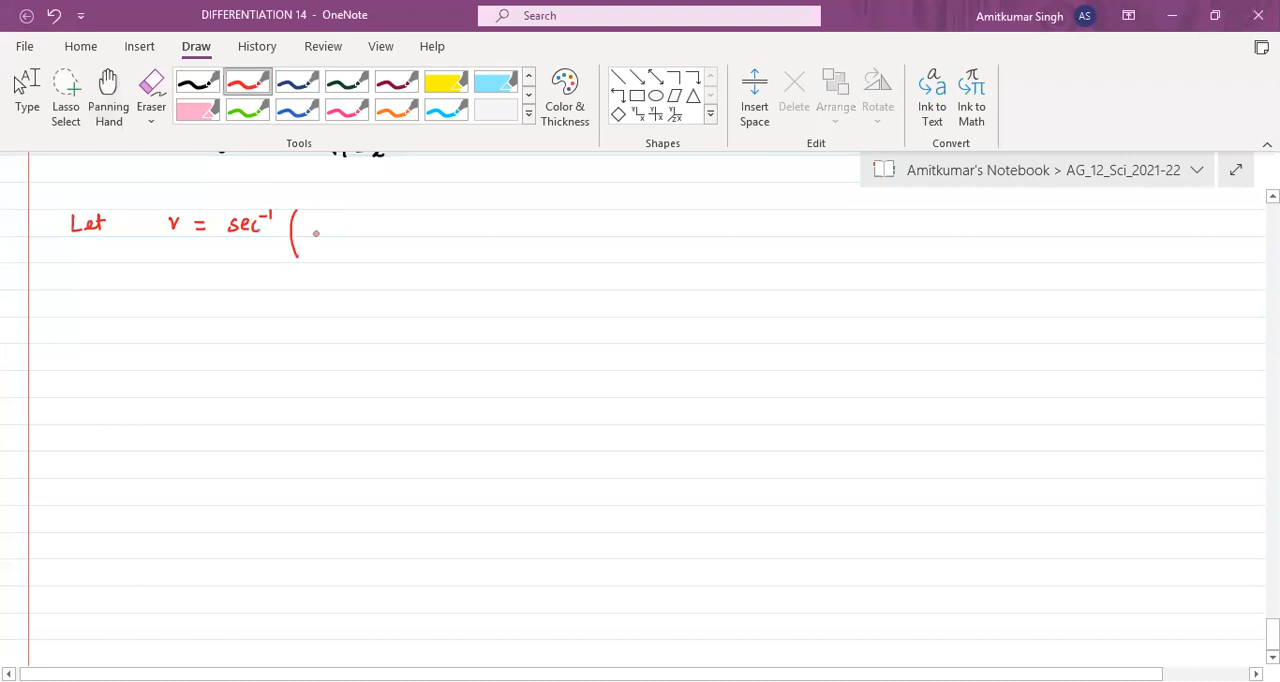 DIFFERENTIATION 14 - OneNote
Search
Amitkumar Singh AS
File Home Insert Draw History Review View Help
Type Lasso Select Panning Hand Eraser Color & Thickness Insert Space Delete Arrange Rotate Ink to Text Ink to Math
Tools Shapes Edit Convert
Amitkumar's Notebook > AG_12_Sci_2021-22
Let v = sec⁻¹ (